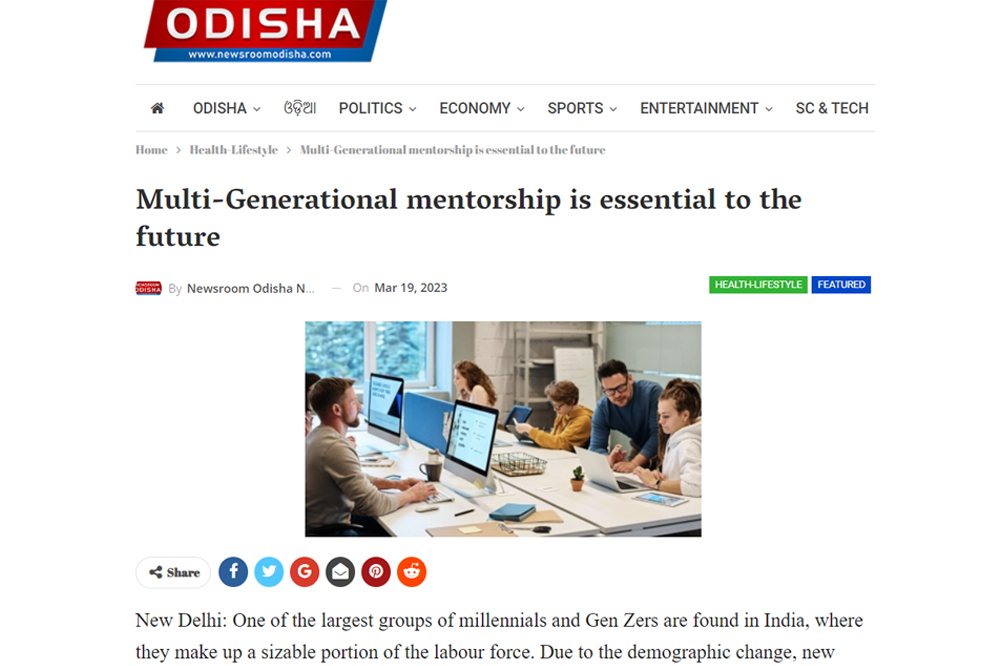 ODISHA
www.newsroomodisha.com
ODISHA ଓଡ଼ିଆ POLITICS ECONOMY SPORTS ENTERTAINMENT SC & TECH
Home > Health-Lifestyle > Multi-Generational mentorship is essential to the future
Multi-Generational mentorship is essential to the
future
By Newsroom Odisha N... — On Mar 19, 2023
HEALTH-LIFESTYLE FEATURED
Share
New Delhi: One of the largest groups of millennials and Gen Zers are found in India, where
they make up a sizable portion of the labour force. Due to the demographic change, new